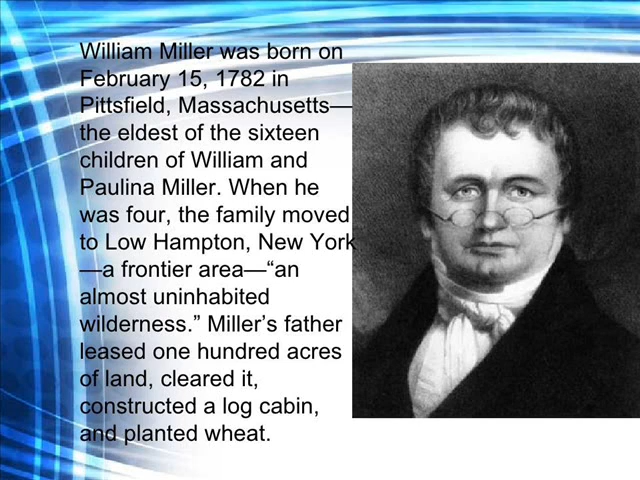 William Miller was born on
February 15, 1782 in
Pittsfield, Massachusetts—
the eldest of the sixteen
children of William and
Paulina Miller. When he
was four, the family moved
to Low Hampton, New York
—a frontier area—“an
almost uninhabited
wilderness.” Miller’s father
leased one hundred acres
of land, cleared it,
constructed a log cabin,
and planted wheat.